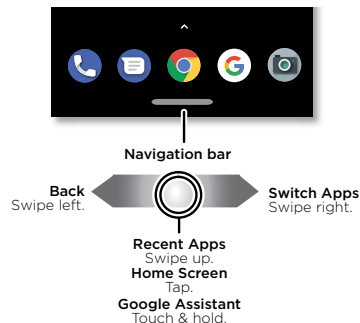 Navigation bar
Back
Swipe left.
Switch Apps
Swipe right.
Recent Apps
Swipe up.
Home Screen
Tap.
Google Assistant
Touch & hold.